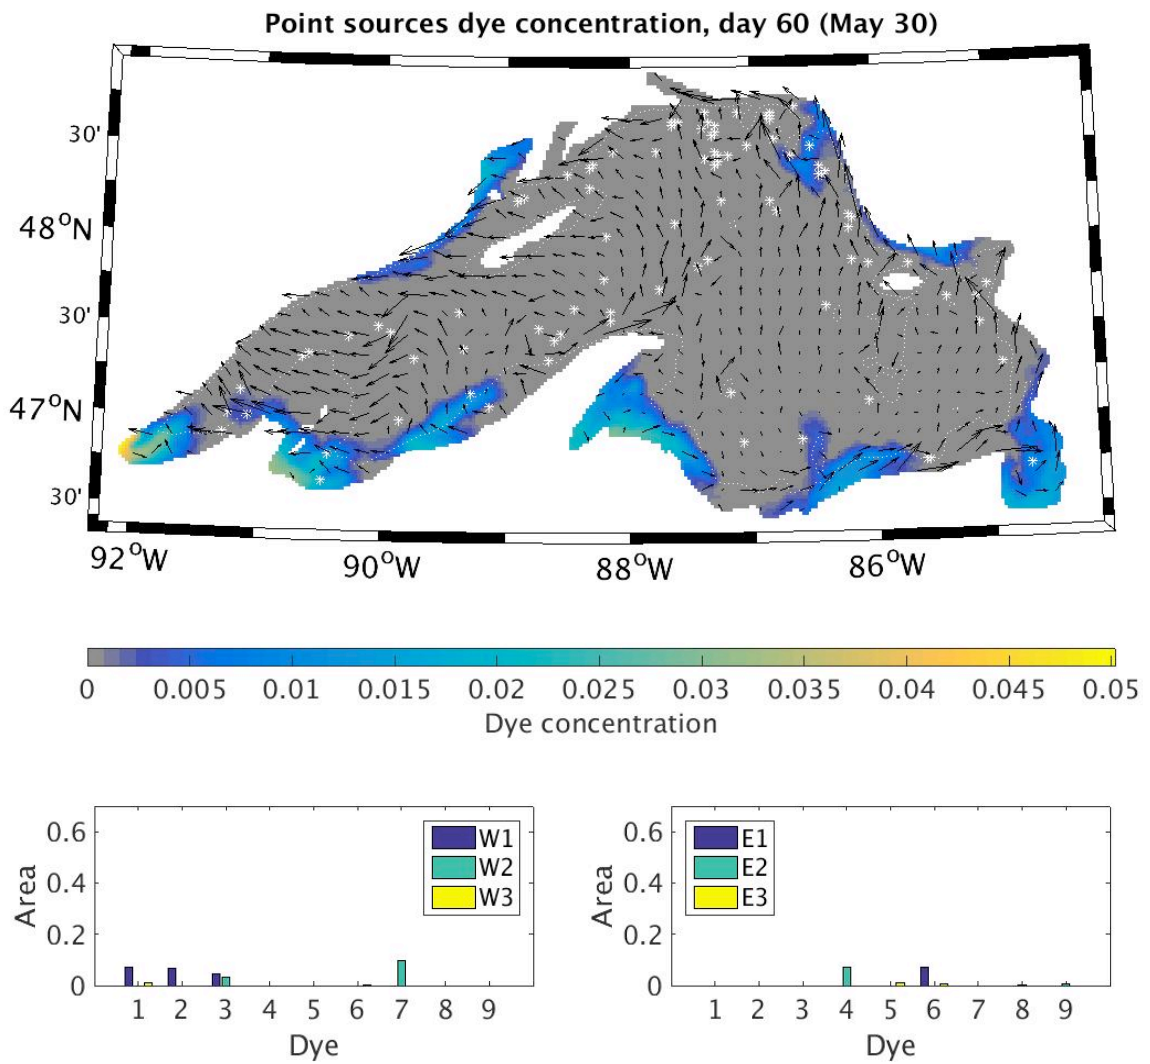 Point sources dye concentration, day 60 (May 30)
30'
48°N
30'
47°N
30'
92°W 90°W 88°W 86°W
0 0.005 0.01 0.015 0.02 0.025 0.03 0.035 0.04 0.045 0.05
Dye concentration
Area
0.6
0.4
0.2
0
W1
W2
W3
1 2 3 4 5 6 7 8 9
Dye
Area
0.6
0.4
0.2
0
E1
E2
E3
1 2 3 4 5 6 7 8 9
Dye